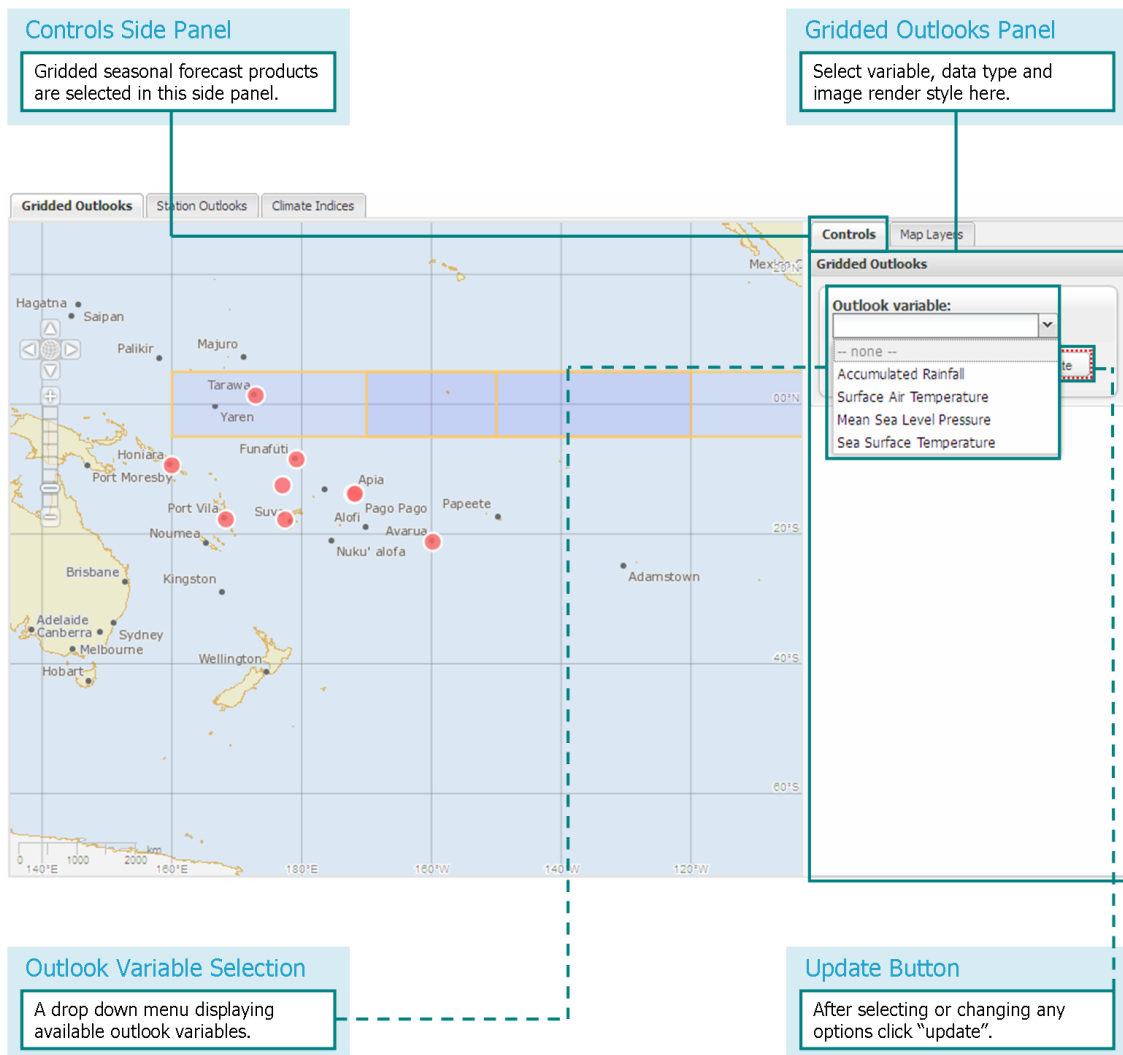 Controls Side Panel
Gridded seasonal forecast products
are selected in this side panel.
Gridded Outlooks Panel
Select variable, data type and
image render style here.
Gridded Outlooks
Station Outlooks
Climate Indices
Controls
Map Layers
Gridded Outlooks
Outlook variable:
-- none --
Accumulated Rainfall
Surface Air Temperature
Mean Sea Level Pressure
Sea Surface Temperature
te
20°N
Hagatna
Saipan
Palikir
Majuro
Tarawa
00°N
Yaren
Honiara
Funafuti
Port Moresby
Apia
Port Vila
Suva
Alofi
Pago Pago
Papeete
Noumea
Avarua
20°S
Nuku' alofa
Brisbane
Kingston
Adamstown
Adelaide
Canberra
Sydney
Melbourne
Wellington
40°S
Hobart
60°S
km
0
1000
2000
140°E
160°E
180°E
160°W
140°W
120°W
Outlook Variable Selection
A drop down menu displaying
available outlook variables.
Update Button
After selecting or changing any
options click “update”.